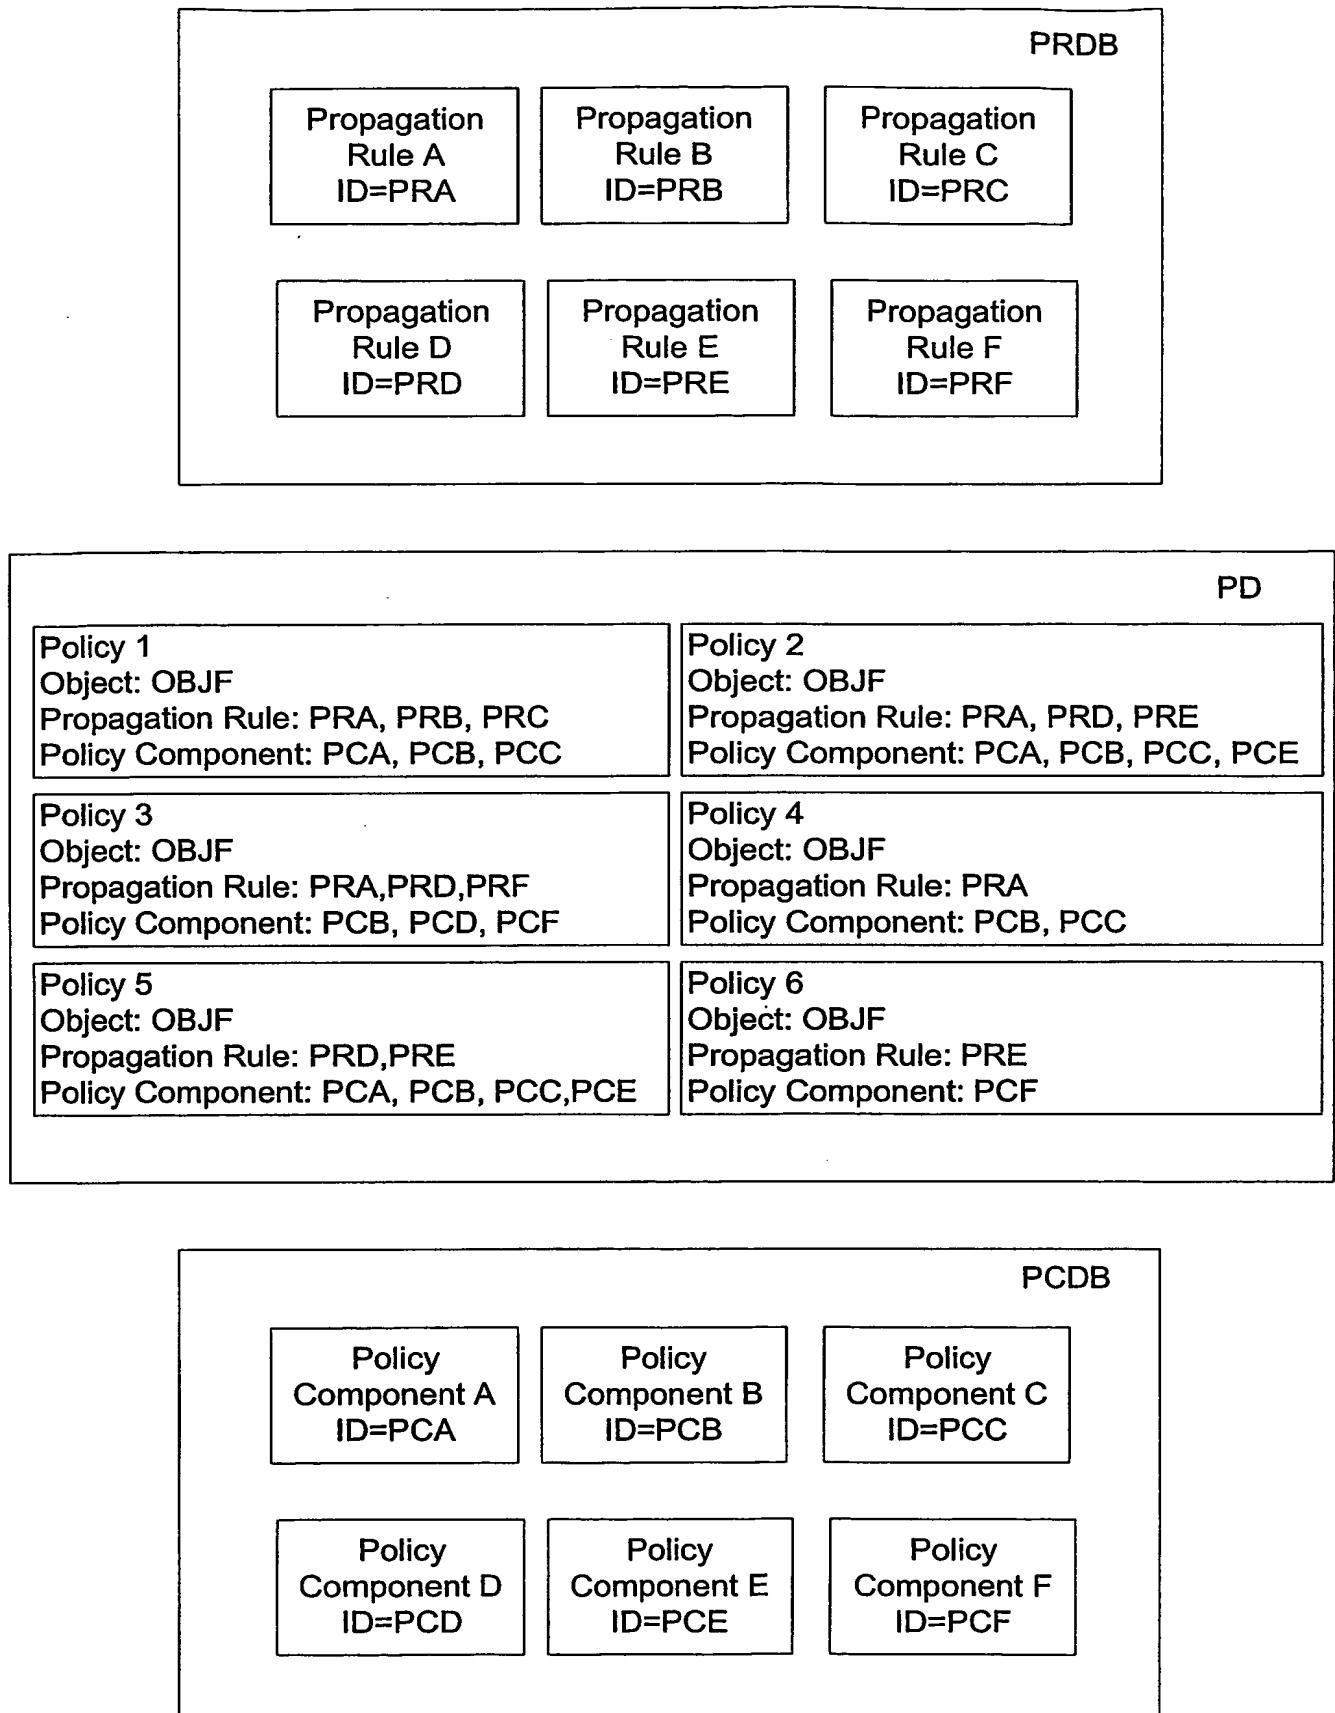 PRDB
Propagation
Rule A
ID=PRA
Propagation
Rule B
ID=PRB
Propagation
Rule C
ID=PRC
Propagation
Rule D
ID=PRD
Propagation
Rule E
ID=PRE
Propagation
Rule F
ID=PRF
PD
Policy 1
Object: OBJF
Propagation Rule: PRA, PRB, PRC
Policy Component: PCA, PCB, PCC
Policy 2
Object: OBJF
Propagation Rule: PRA, PRD, PRE
Policy Component: PCA, PCB, PCC, PCE
Policy 3
Object: OBJF
Propagation Rule: PRA,PRD,PRF
Policy Component: PCB, PCD, PCF
Policy 4
Object: OBJF
Propagation Rule: PRA
Policy Component: PCB, PCC
Policy 5
Object: OBJF
Propagation Rule: PRD,PRE
Policy Component: PCA, PCB, PCC,PCE
Policy 6
Object: OBJF
Propagation Rule: PRE
Policy Component: PCF
PCDB
Policy
Component A
ID=PCA
Policy
Component B
ID=PCB
Policy
Component C
ID=PCC
Policy
Component D
ID=PCD
Policy
Component E
ID=PCE
Policy
Component F
ID=PCF